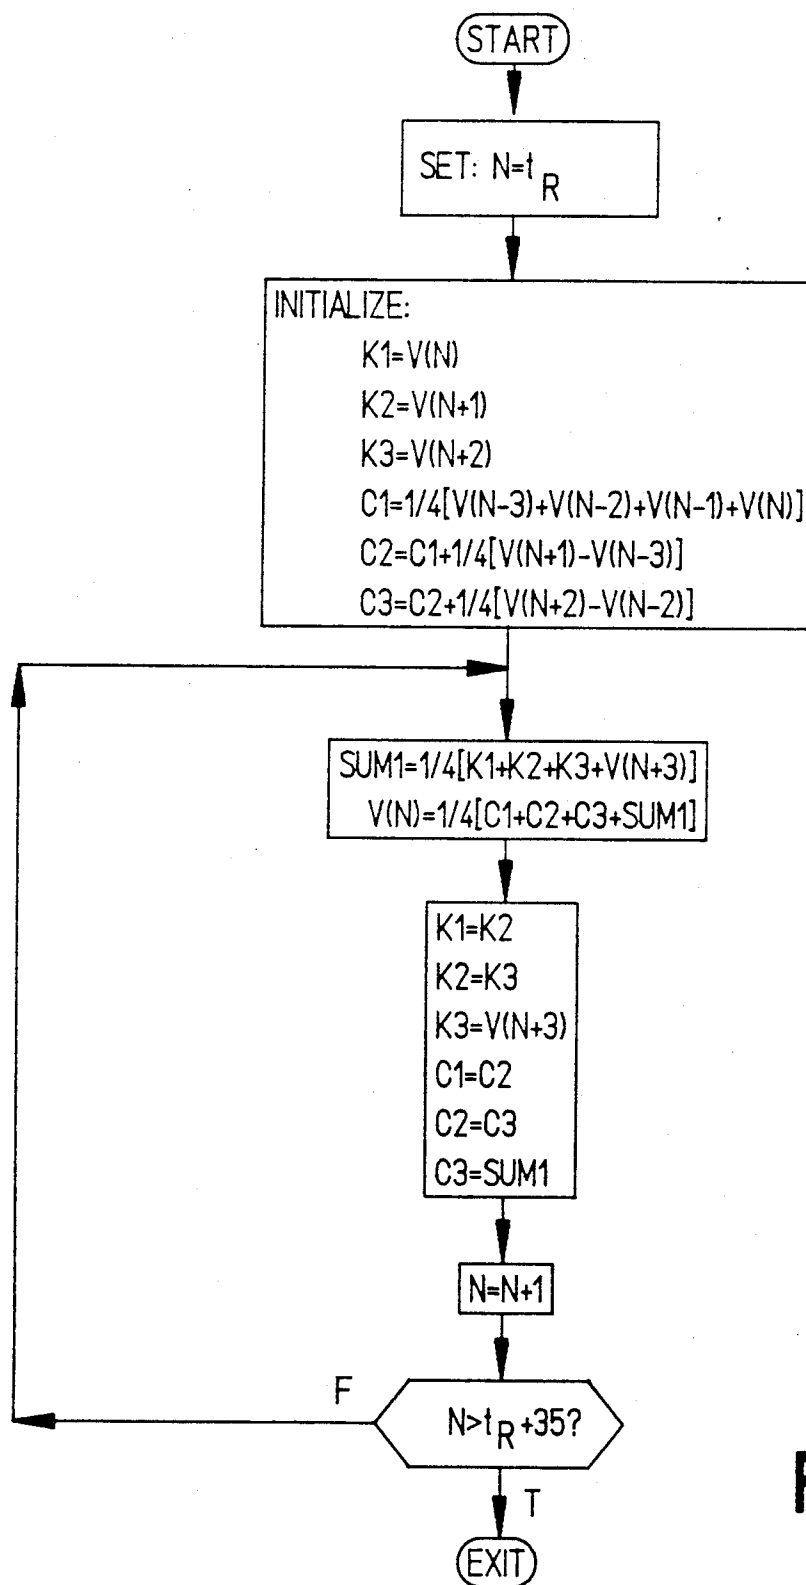 START
SET: N=t R
INITIALIZE:
K1=V(N)
K2=V(N+1)
K3=V(N+2)
C1=1/4[V(N-3)+V(N-2)+V(N-1)+V(N)]
C2=C1+1/4[V(N+1)-V(N-3)]
C3=C2+1/4[V(N+2)-V(N-2)]
SUM1=1/4[K1+K2+K3+V(N+3)]
V(N)=1/4[C1+C2+C3+SUM1]
K1=K2
K2=K3
K3=V(N+3)
C1=C2
C2=C3
C3=SUM1
N=N+1
F
N>t R +35?
T
EXIT